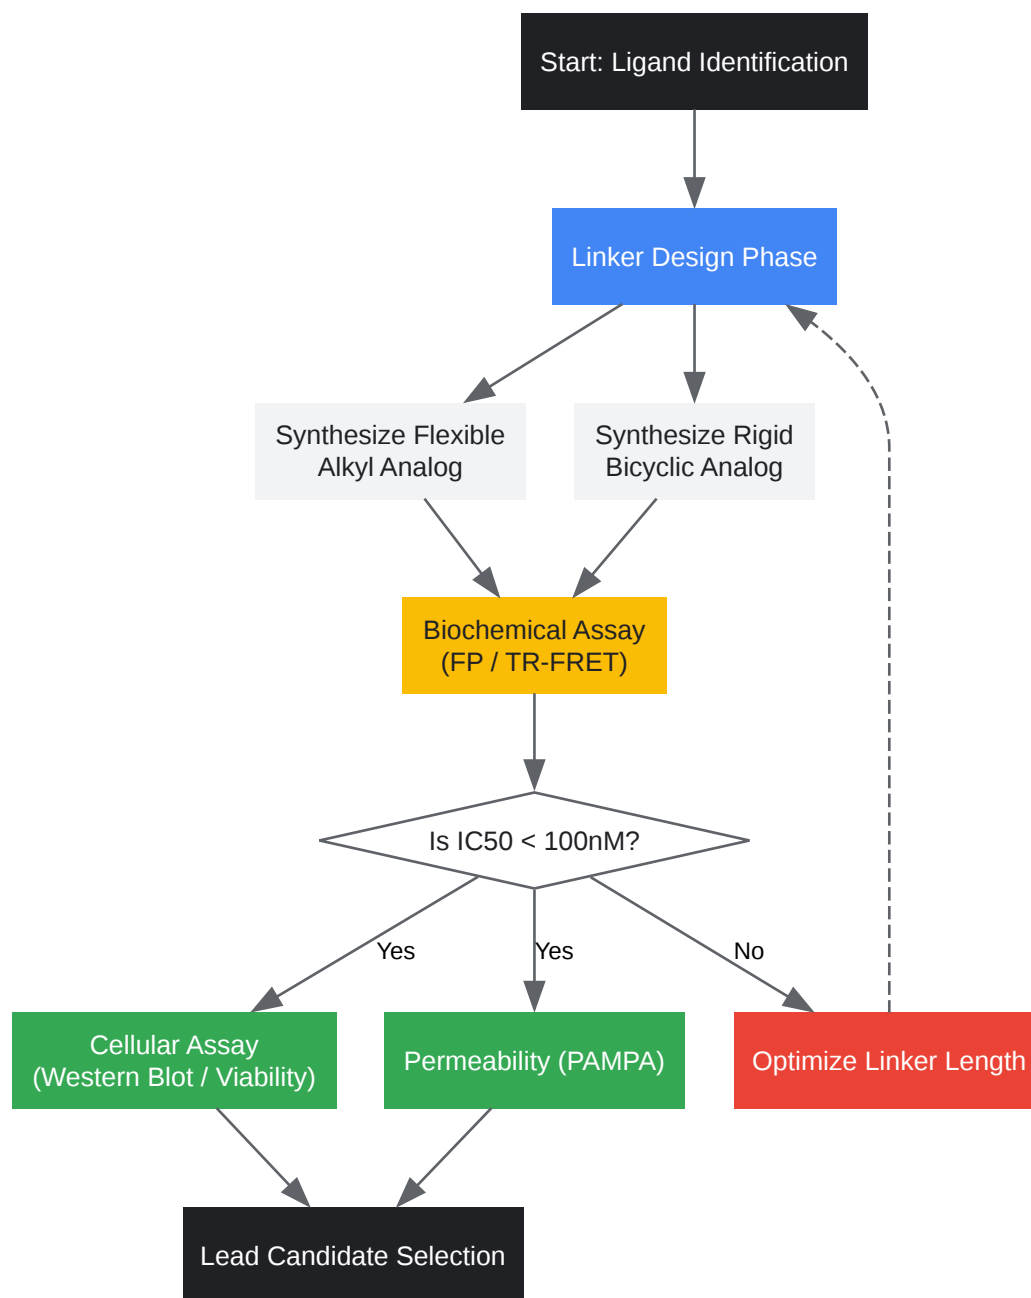 Start: Ligand Identification
Linker Design Phase
Synthesize Flexible
Alkyl Analog
Synthesize Rigid
Bicyclic Analog
Biochemical Assay
(FP / TR-FRET)
Is IC50 < 100nM?
Yes
Yes
No
Cellular Assay
(Western Blot / Viability)
Permeability (PAMPA)
Optimize Linker Length
Lead Candidate Selection